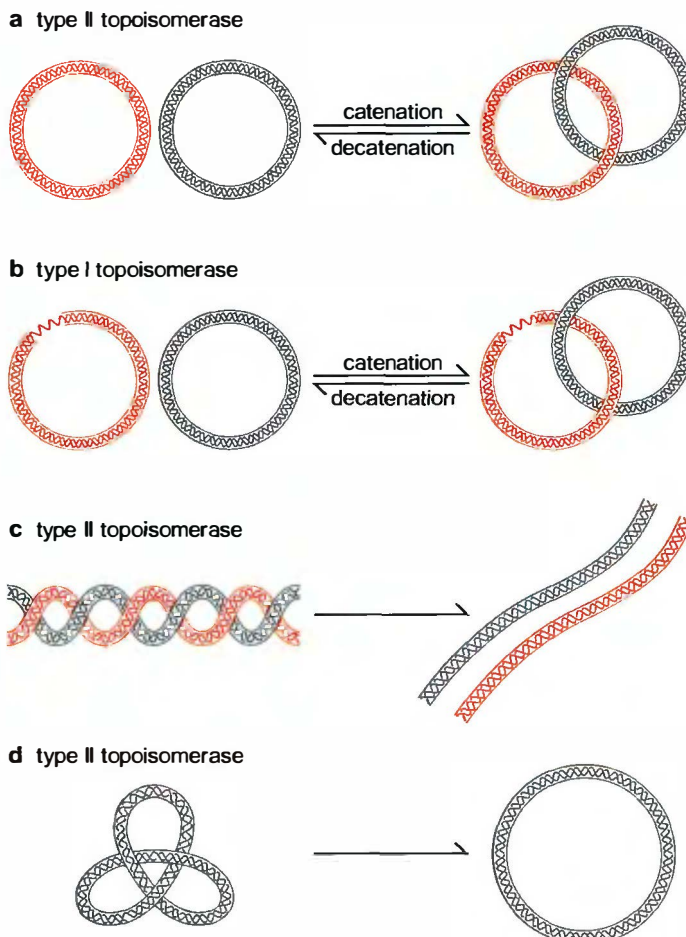 a type II topoisomerase
catenation
decatenation
b type I topoisomerase
catenation
decatenation
c type II topoisomerase
d type II topoisomerase